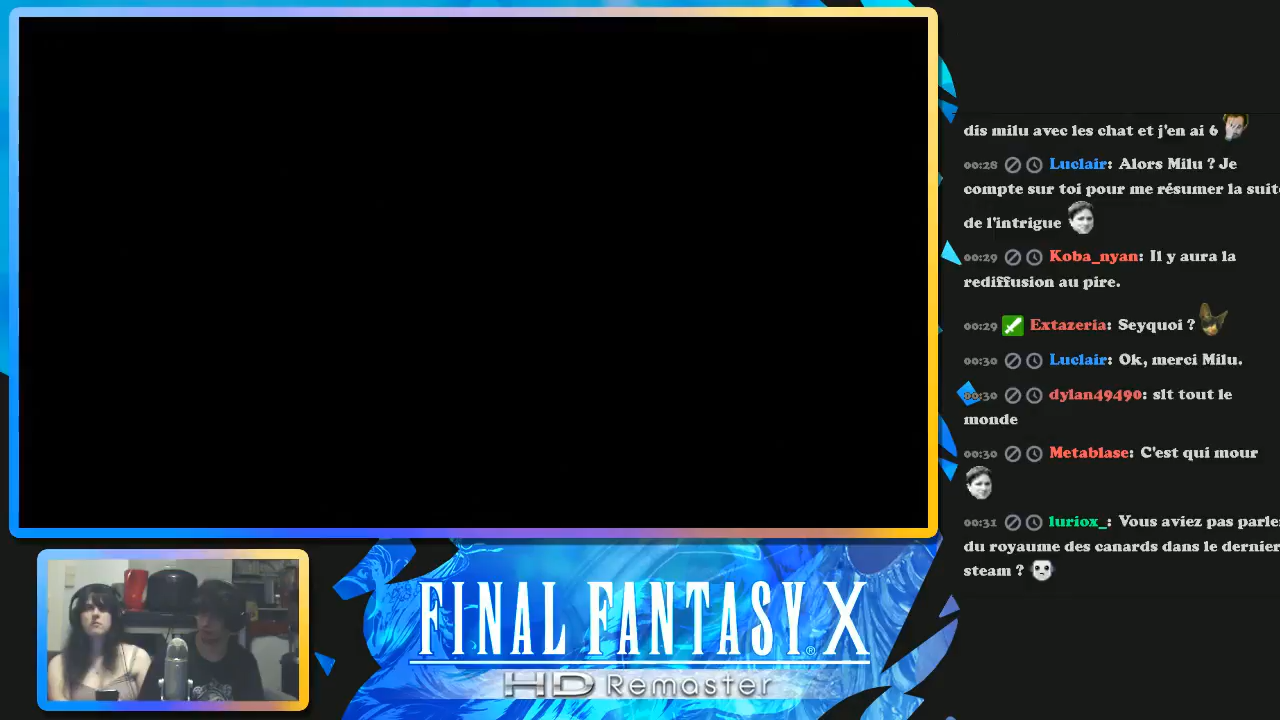 dis milu avec les chat et j'en ai 6
00:28 Luclair: Alors Milu ? Je
compte sur toi pour me résumer la suite
de l'intrigue
00:29 Koba_nyan: Il y aura la
rediffusion au pire.
00:29 Extazeria: Seyquoi ?
00:30 Luclair: Ok, merci Milu.
00:30 dylan49490: slt tout le
monde
00:30 Metablase: C'est qui mour
00:31 luriox_: Vous aviez pas parler
du royaume des canards dans le dernier
steam ?
FINAL FANTASY X
HD Remaster